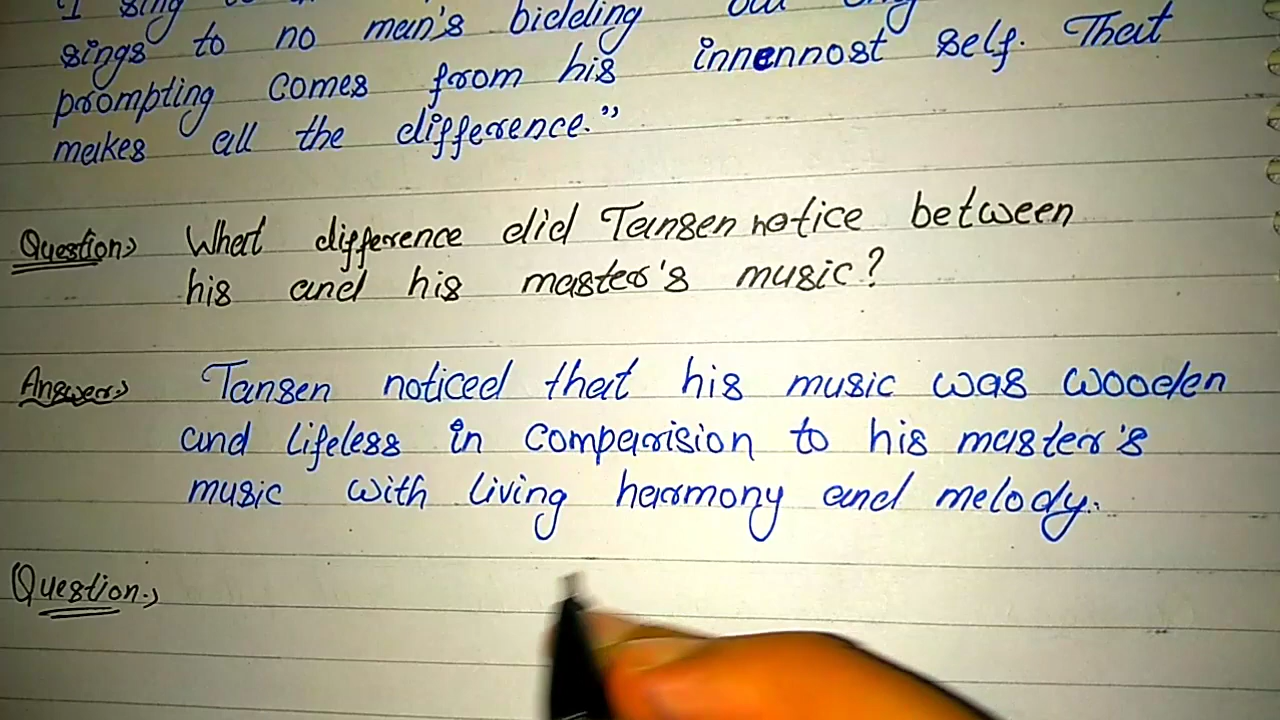 "I sing
sings to no man's bidding
prompting comes from his innennost self. That
makes all the difference."
Question> What difference did Tansen notice between
his and his master's music?
Answer> Tansen noticed that his music was wooden
and lifeless in comparision to his master's
music with living harmony and melody.
Question>